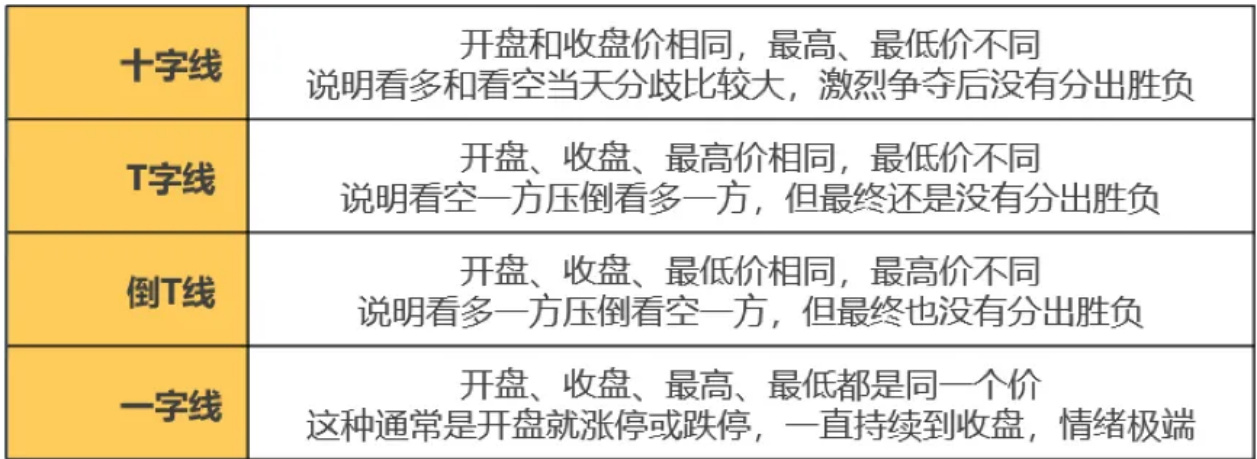 十字线
开盘和收盘价相同，最高、最低价不同
说明看多和看空当天分歧比较大，激烈争夺后没有分出胜负
T字线
开盘、收盘、最高价相同，最低价不同
说明看空一方压倒看多一方，但最终还是没有分出胜负
倒T线
开盘、收盘、最低价相同，最高价不同
说明看多一方压倒看空一方，但最终也没有分出胜负
一字线
开盘、收盘、最高、最低都是同一个价
这种通常是开盘就涨停或跌停，一直持续到收盘，情绪极端